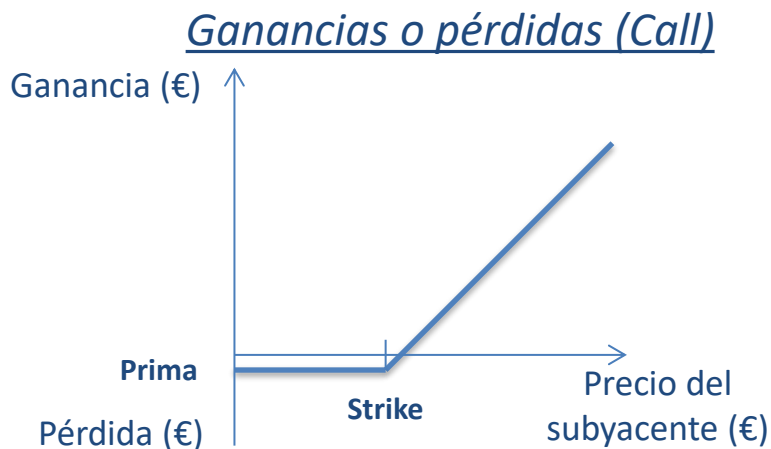 Ganancias o pérdidas (Call)
Ganancia (€)
Prima
Strike
Precio del
subyacente (€)
Pérdida (€)